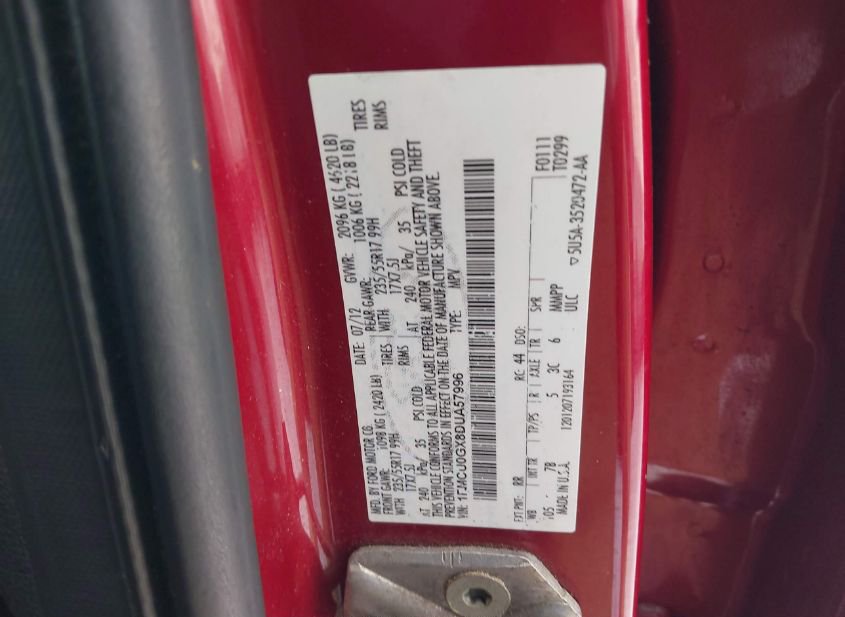 MFD. BY FORD MOTOR CO. DATE: 07/12 GVWR: 2096 KG ( 4620 LB)
FRONT GAWR: 1098 KG ( 2420 LB) REAR GAWR: 1006 KG ( 2218 LB)
WITH 235/55R17 99H TIRES WITH 235/55R17 99H TIRES
17X7.5J RIMS 17X7.5J RIMS
AT 240 kPa/ 35 PSI COLD AT 240 kPa/ 35 PSI COLD
THIS VEHICLE CONFORMS TO ALL APPLICABLE FEDERAL MOTOR VEHICLE SAFETY AND THEFT
PREVENTION STANDARDS IN EFFECT ON THE DATE OF MANUFACTURE SHOWN ABOVE.
VIN: 1FMCU0GX8DUA57996 TYPE: MPV
EXT PNT: RR RC: 44 DSO: F0111
WB INT TR TP/PS R AXLE TR SPR T0299
105 7B 5 3C 6 MMPP
MADE IN U.S.A. 1201207193164 ULC
5U5A-3520472-AA